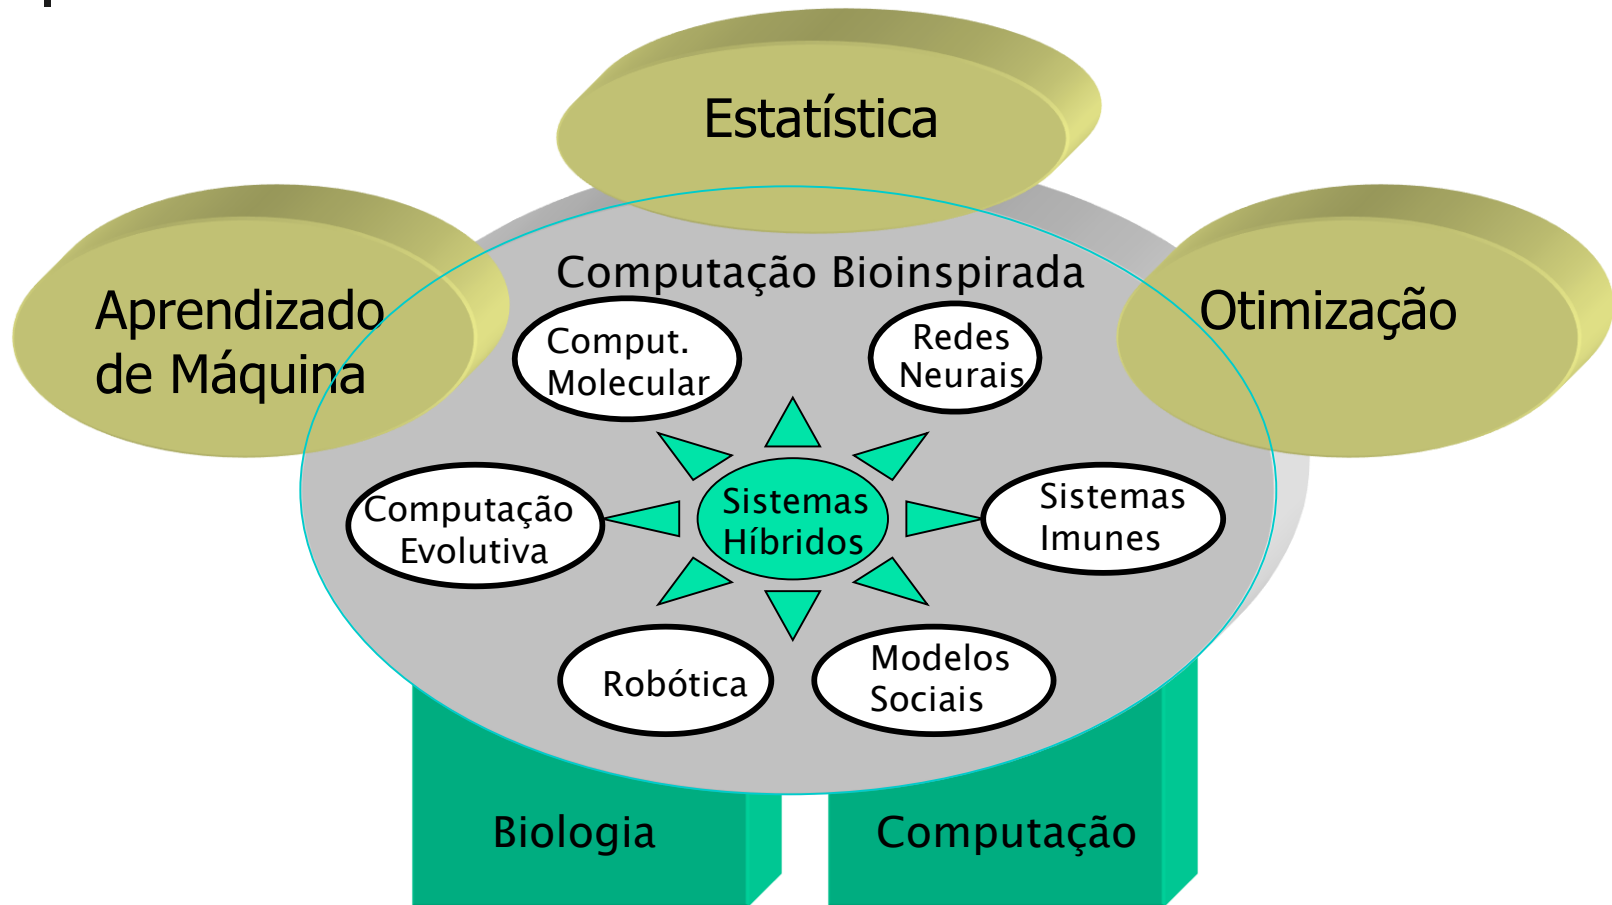 Estatística
Aprendizado
de Máquina
Otimização
Computação Bioinspirada
Comput.
Molecular
Redes
Neurais
Computação
Evolutiva
Sistemas
Híbridos
Sistemas
Imunes
Robótica
Modelos
Sociais
Biologia
Computação